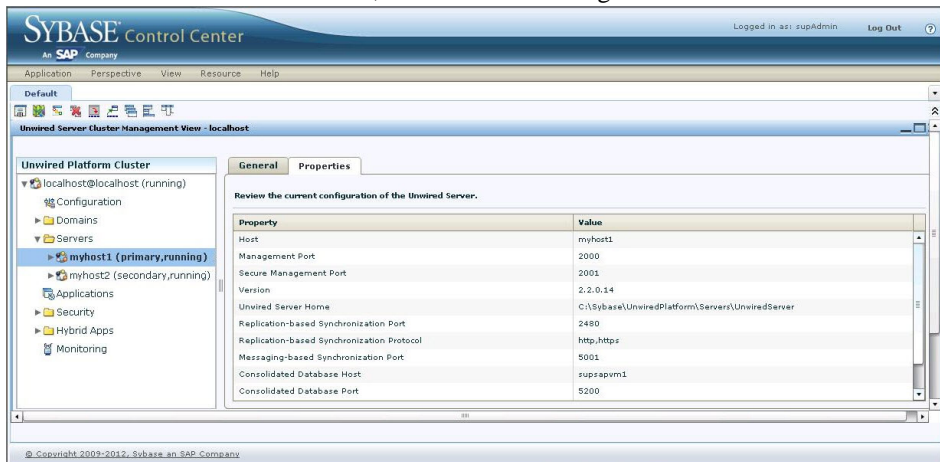 SYBASE Control Center
An SAP Company
Logged in as: supAdmin
Log Out
Application Perspective View Resource Help
Default
Unwired Server Cluster Management View - localhost
Unwired Platform Cluster
localhost@localhost (running)
Configuration
Domains
Servers
myhost1 (primary,running)
myhost2 (secondary,running)
Applications
Security
Hybrid Apps
Monitoring
General Properties
Review the current configuration of the Unwired Server.
Property Value
Host myhost1
Management Port 2000
Secure Management Port 2001
Version 2.2.0.14
Unwired Server Home C:\Sybase\UnwiredPlatform\Servers\UnwiredServer
Replication-based Synchronization Port 2480
Replication-based Synchronization Protocol http,https
Messaging-based Synchronization Port 5001
Consolidated Database Host supsapvm1
Consolidated Database Port 5200
© Copyright 2009-2012, Sybase an SAP Company